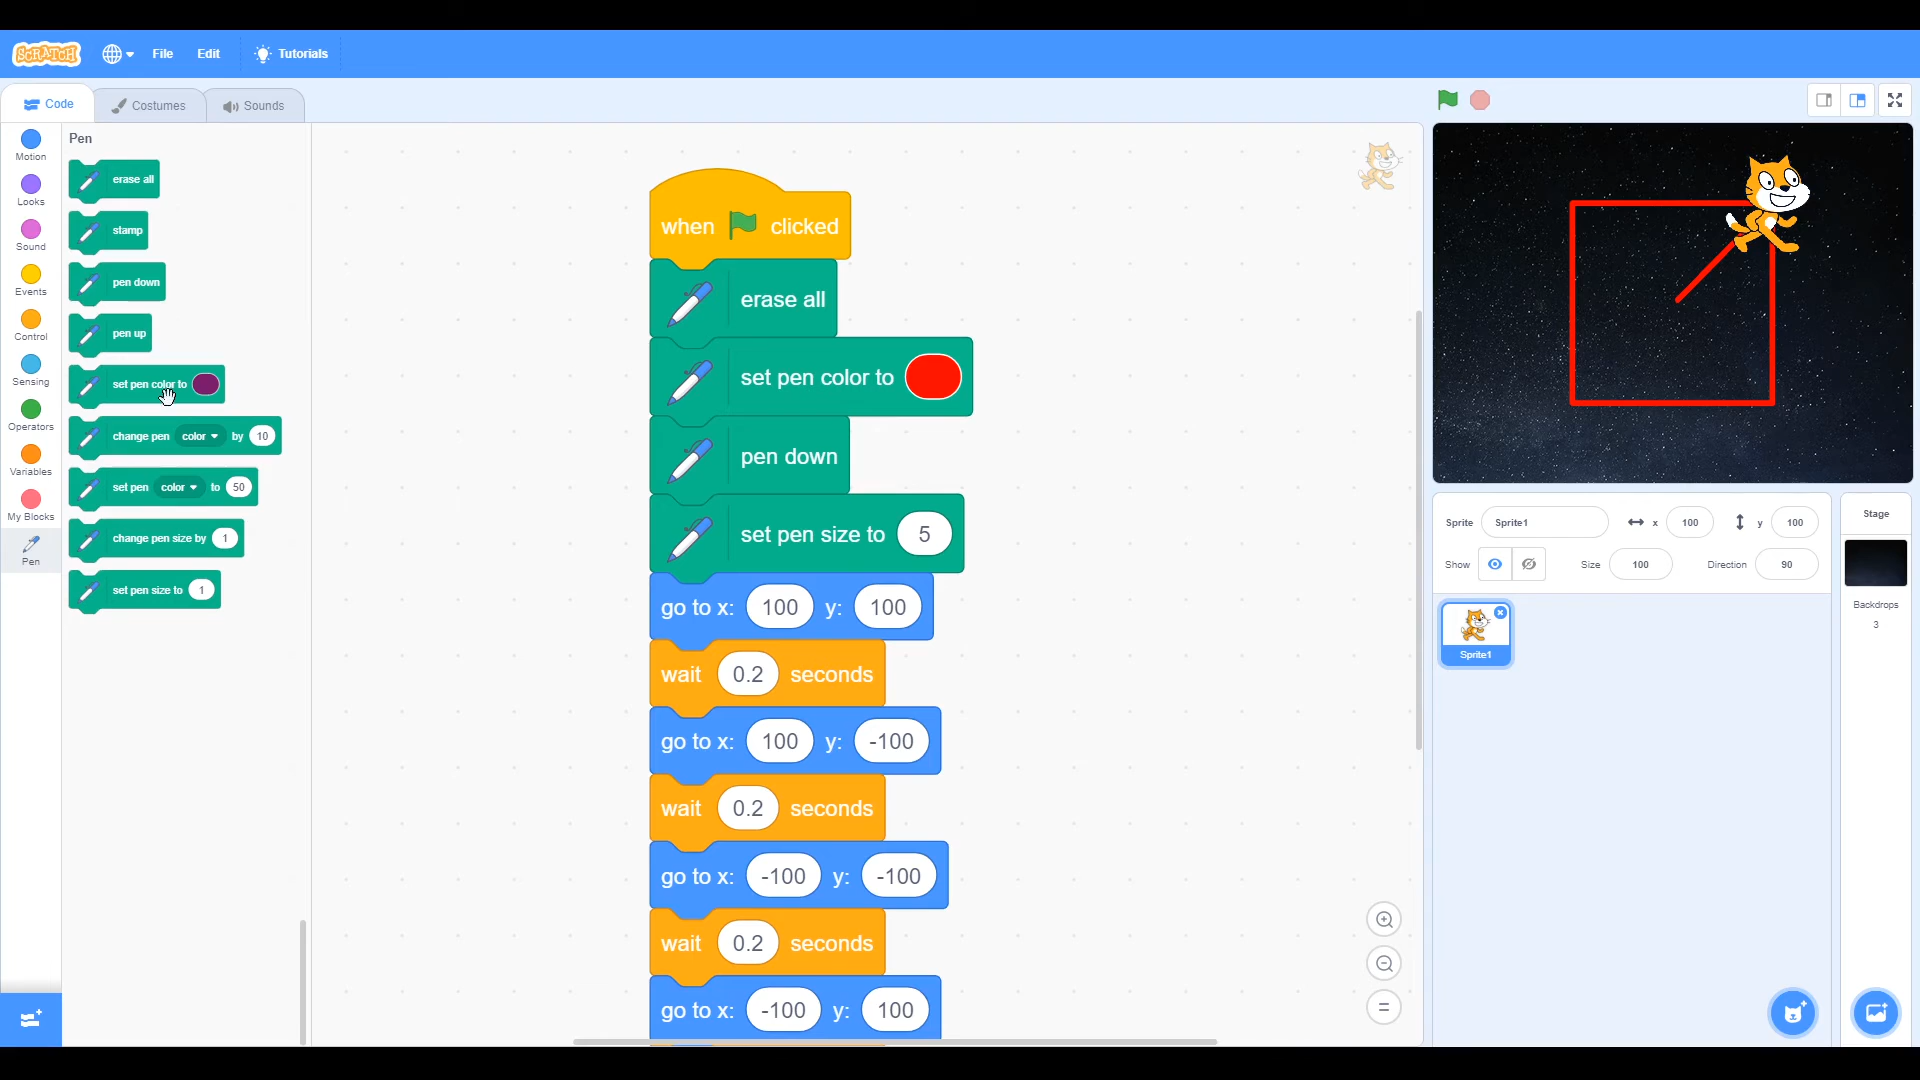 SCRATCH
File
Edit
Tutorials
Code
Costumes
Sounds
Motion
Looks
Sound
Events
Control
Sensing
Operators
Variables
My Blocks
Pen
Pen
erase all
stamp
pen down
pen up
set pen color to
change pen color by 10
set pen color to 50
change pen size by 1
set pen size to 1
when clicked
erase all
set pen color to
pen down
set pen size to 5
go to x: 100 y: 100
wait 0.2 seconds
go to x: 100 y: -100
wait 0.2 seconds
go to x: -100 y: -100
wait 0.2 seconds
go to x: -100 y: 100
Sprite Sprite1 x 100 y 100
Show Size 100 Direction 90
Sprite1
Stage
Backdrops
3